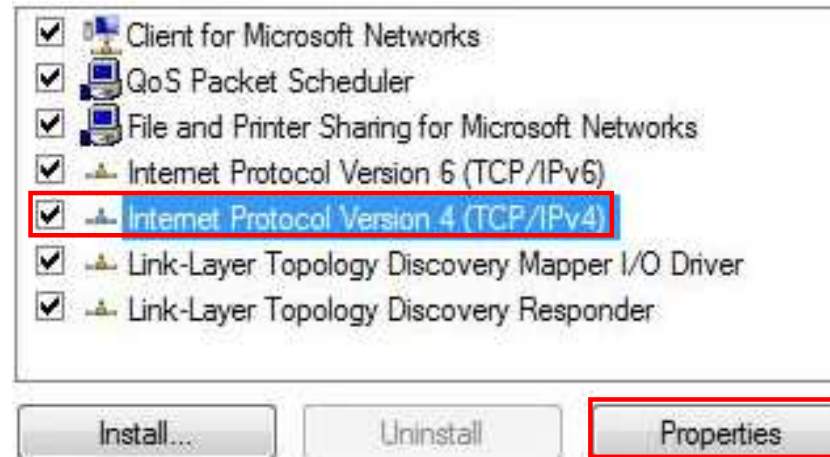 Client for Microsoft Networks
QoS Packet Scheduler
File and Printer Sharing for Microsoft Networks
Internet Protocol Version 6 (TCP/IPv6)
Internet Protocol Version 4 (TCP/IPv4)
Link-Layer Topology Discovery Mapper I/O Driver
Link-Layer Topology Discovery Responder
Install... Uninstall Properties